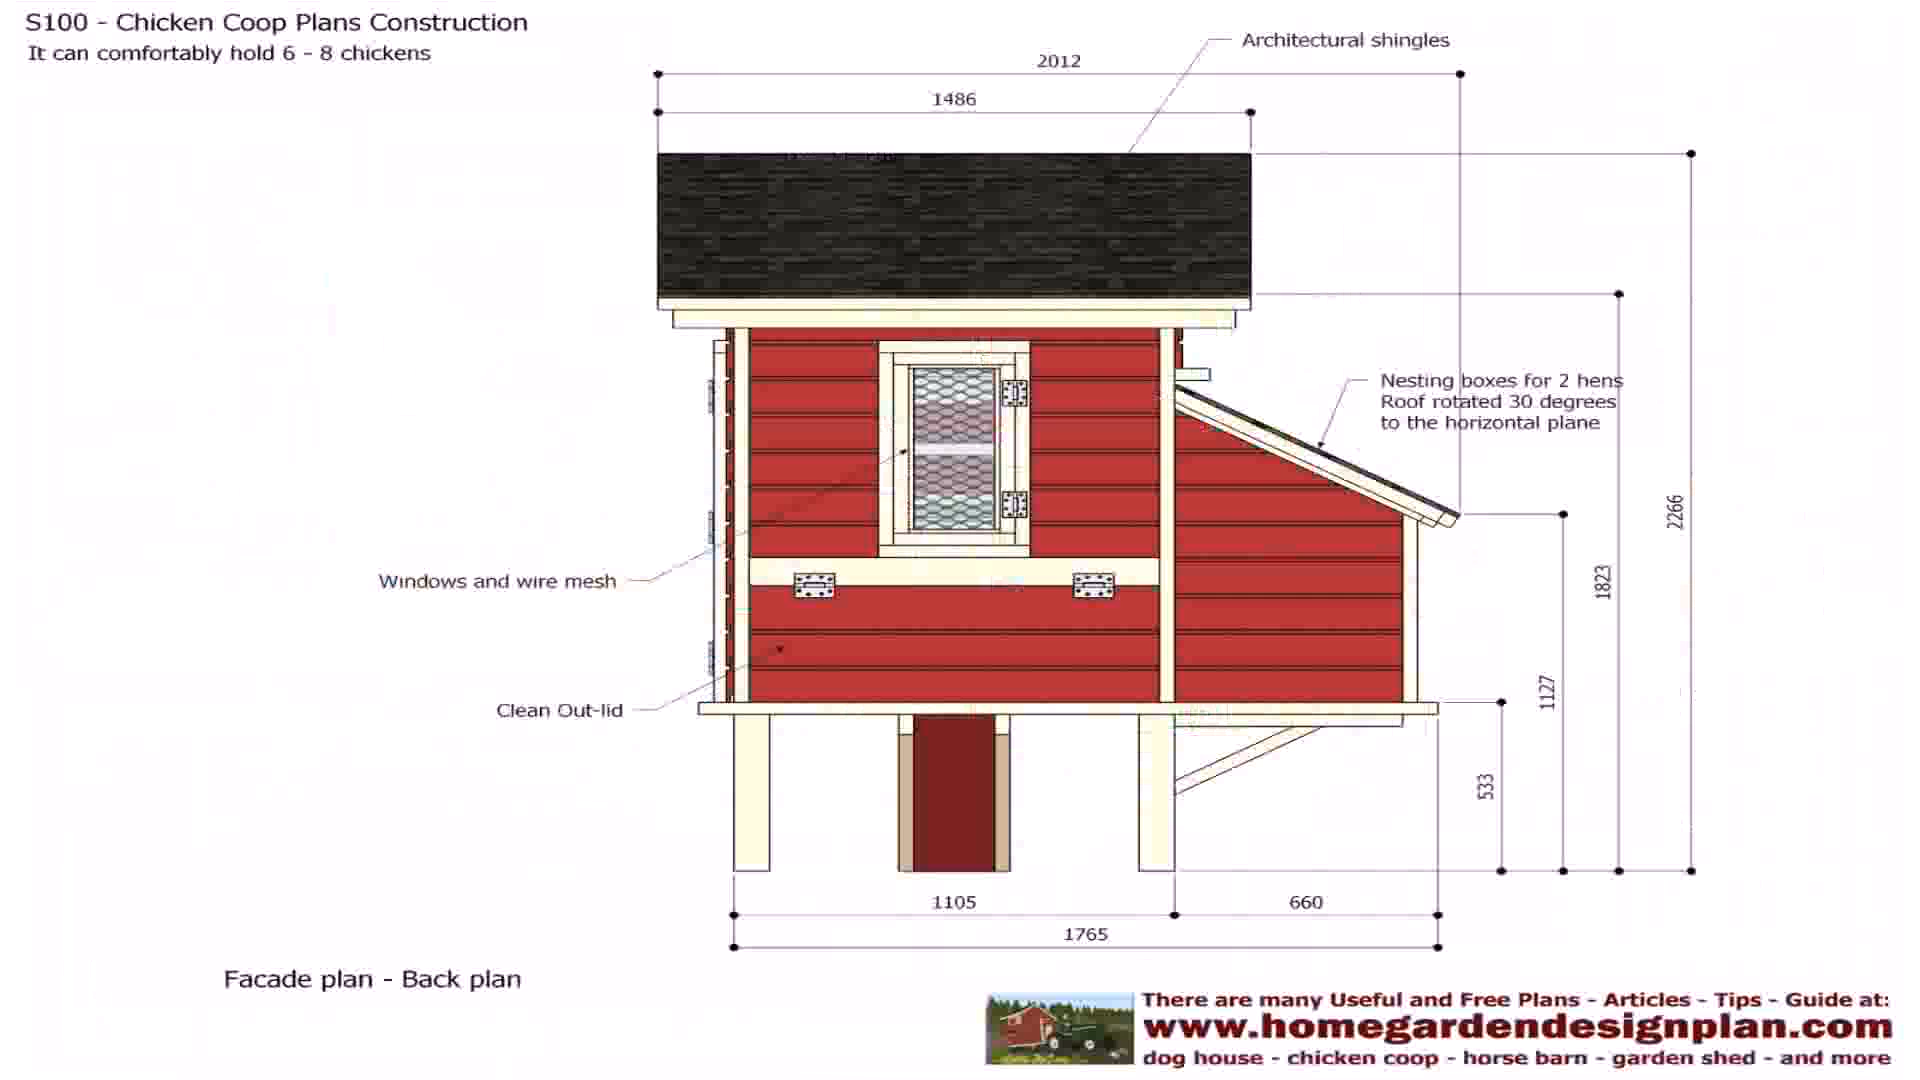 S100 - Chicken Coop Plans Construction
It can comfortably hold 6 - 8 chickens
Architectural shingles
2012
1486
Nesting boxes for 2 hens
Roof rotated 30 degrees
to the horizontal plane
2266
1823
1127
533
Windows and wire mesh
Clean Out-lid
1105
660
1765
Facade plan - Back plan
There are many Useful and Free Plans - Articles - Tips - Guide at:
www.homegardendesignplan.com
dog house - chicken coop - horse barn - garden shed - and more